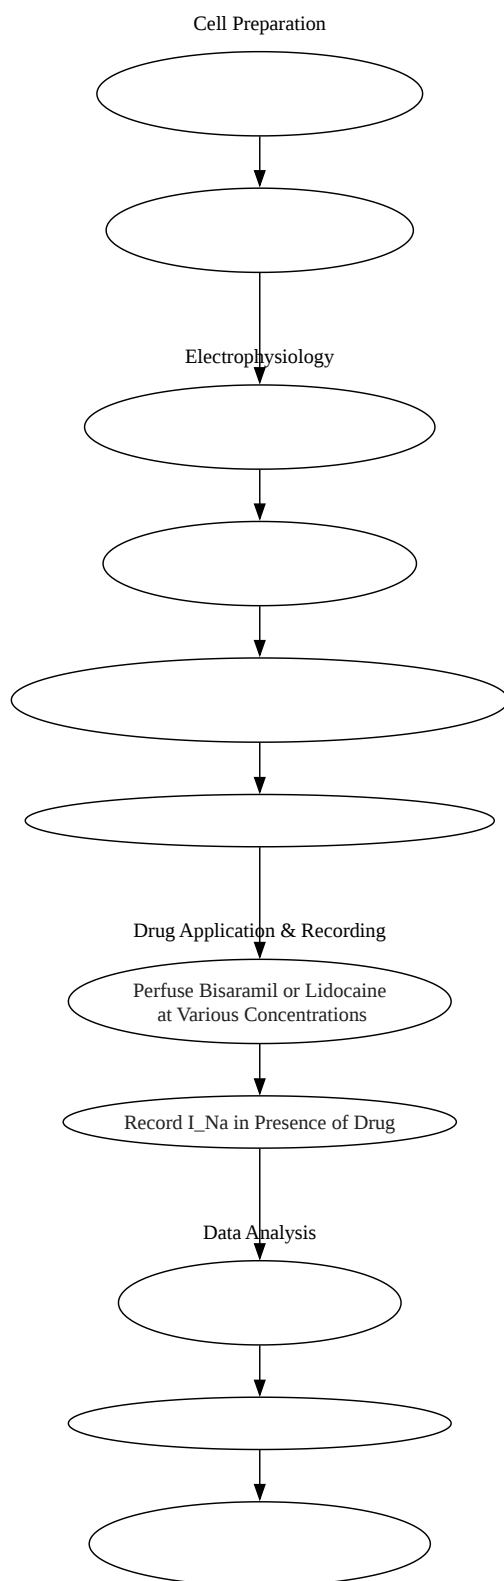 Cell Preparation
Electrophysiology
Drug Application & Recording
Perfuse Bisaramil or Lidocaine
at Various Concentrations
Record I_Na in Presence of Drug
Data Analysis